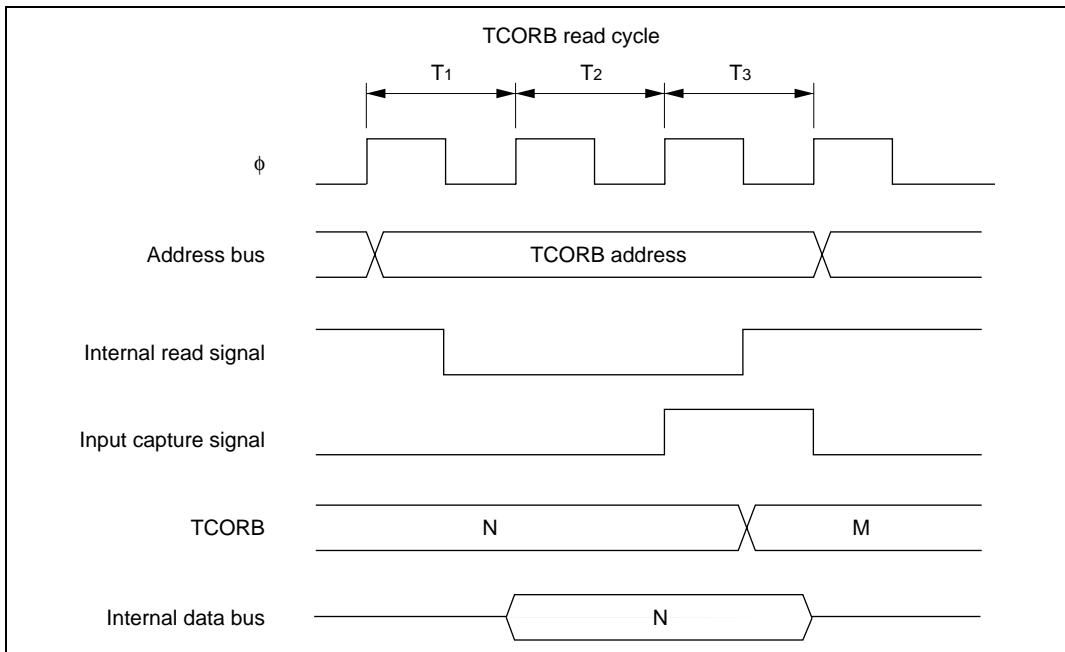 TCORB read cycle
T1 T2 T3
ϕ
Address bus
TCORB address
Internal read signal
Input capture signal
TCORB
N M
Internal data bus
N